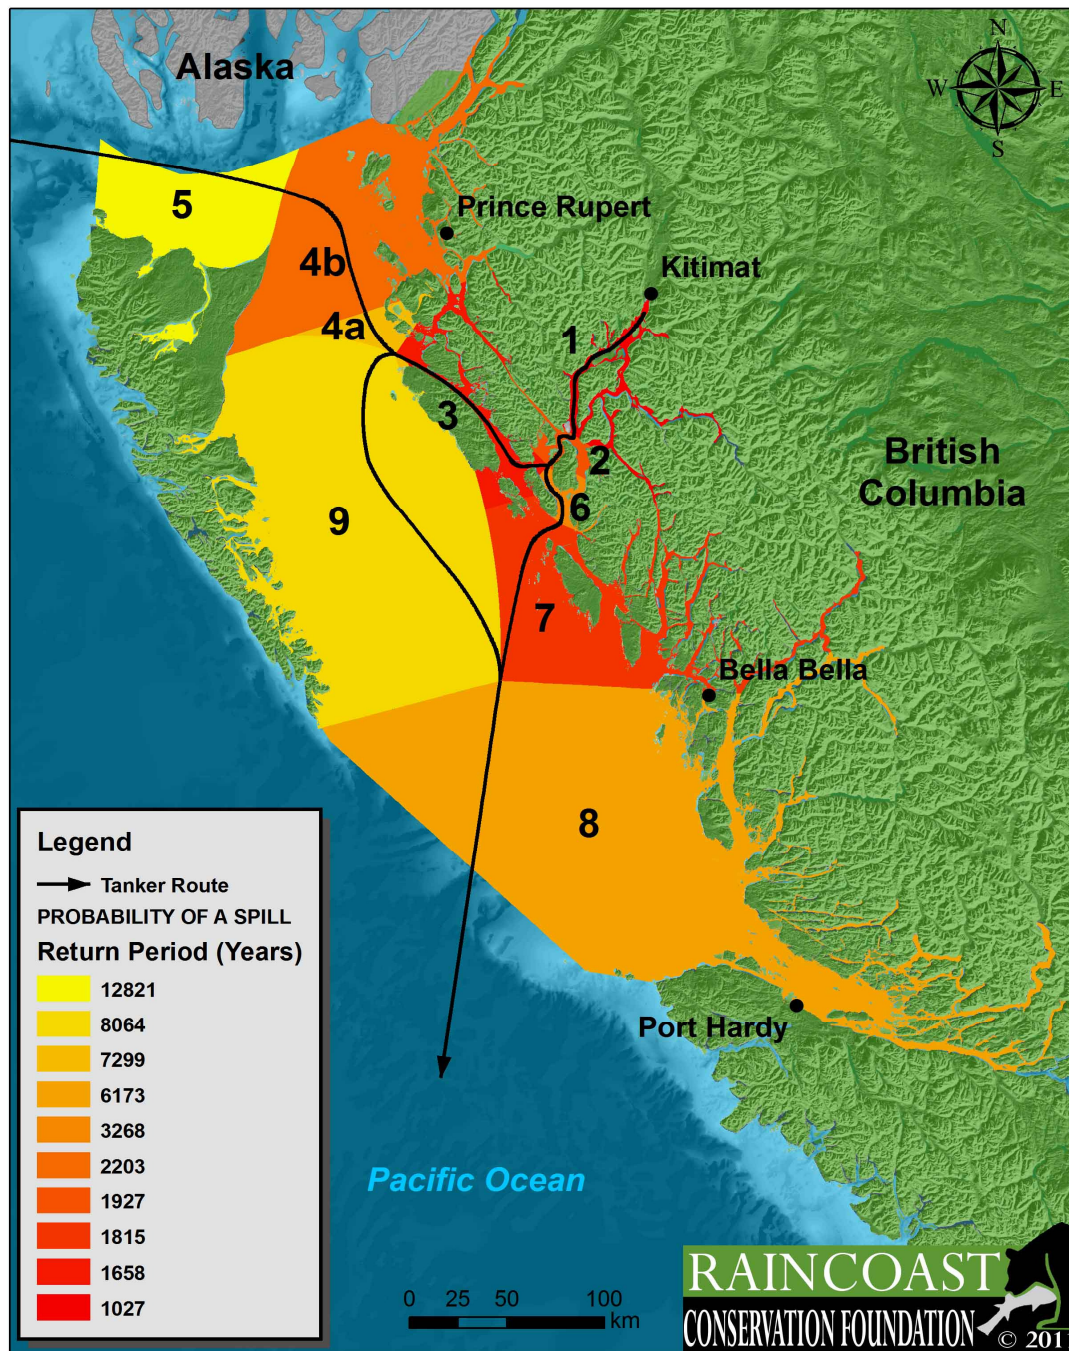 Alaska
N
W
E
S
5
Prince Rupert
4b
Kitimat
4a
1
3
2
British
Columbia
6
9
7
Bella Bella
8
Legend
Tanker Route
PROBABILITY OF A SPILL
Return Period (Years)
12821
8064
7299
6173
3268
2203
1927
1815
1658
1027
Port Hardy
Pacific Ocean
0 25 50 100
km
RAINCOAST
CONSERVATION FOUNDATION